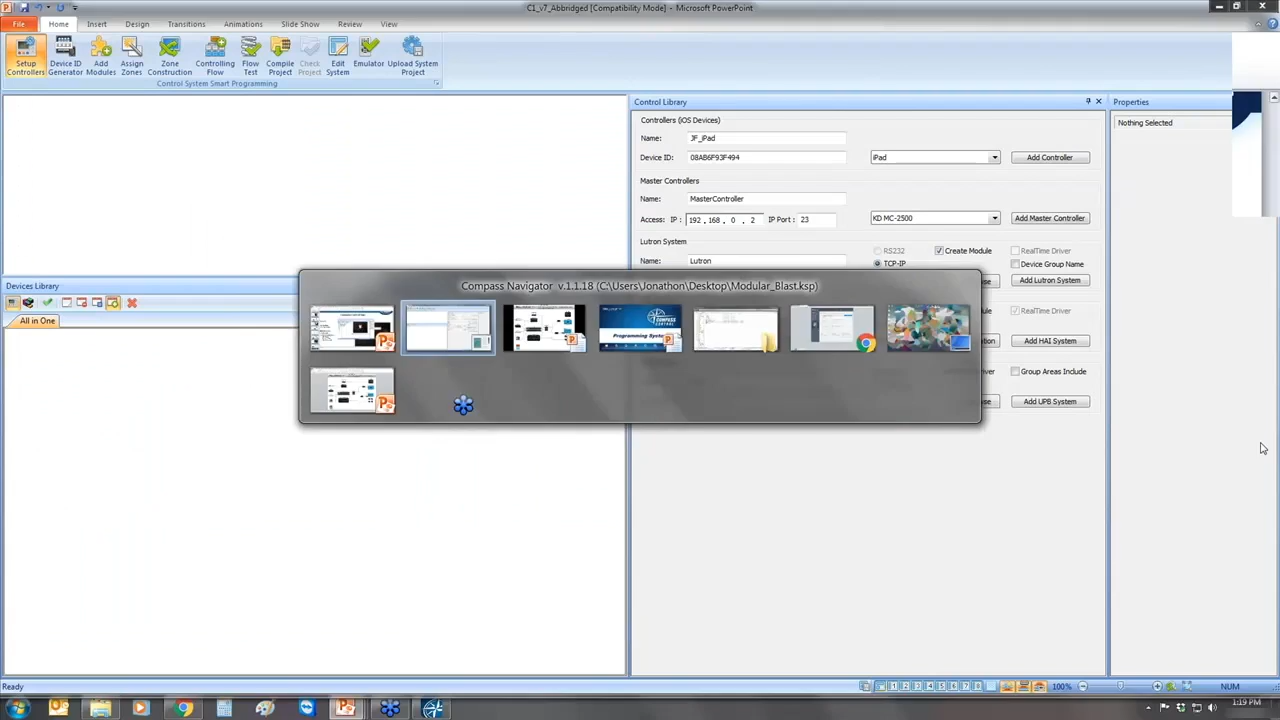 C1_v7_Abbridged [Compatibility Mode] - Microsoft PowerPoint
File Home Insert Design Transitions Animations Slide Show Review View
Setup Controllers
Device ID Generator
Add Modules
Assign Zones
Zone Construction
Controlling Flow
Flow Test
Compile Project
Check Project
Edit System
Emulator
Upload System Project
Control System Smart Programming
Control Library
Properties
Controllers (iOS Devices)
Nothing Selected
Name: JF_iPad
Device ID: 08AB6F93F494 iPad Add Controller
Master Controllers
Name: MasterController
Access: IP : 192 . 168 . 0 . 2 IP Port : 23 KD MC-2500 Add Master Controller
Lutron System
RS232 Create Module RealTime Driver
Name: Lutron TCP-IP Device Group Name
Add Lutron System
Compass Navigator v.1.1.18 (C:\Users\Jonathon\Desktop\Modular_Blast.ksp)
Devices Library
RealTime Driver
All in One
Add HAI System
Group Areas Include
Add UPB System
COMPASS CONTROL
Ready
100%
NUM
1:19 PM